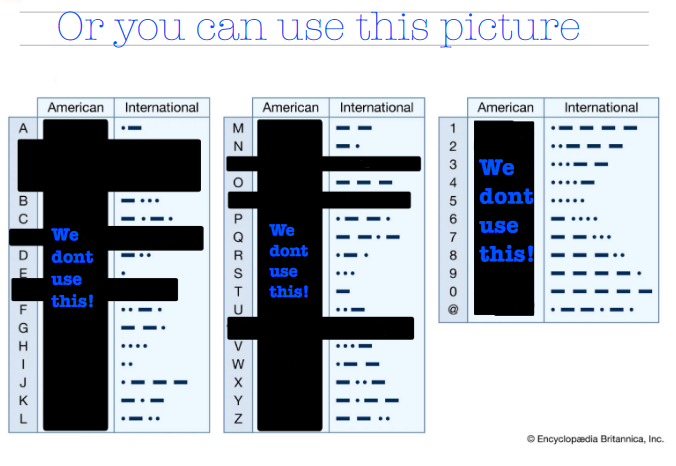 Or you can use this picture
American International
A
B
C
D
E
F
G
H
I
J
K
L
We
dont
use
this!
American International
M
N
O
P
Q
R
S
T
U
V
W
X
Y
Z
We
dont
use
this!
American International
1
2
3
4
5
6
7
8
9
0
@
We
dont
use
this!
© Encyclopædia Britannica, Inc.